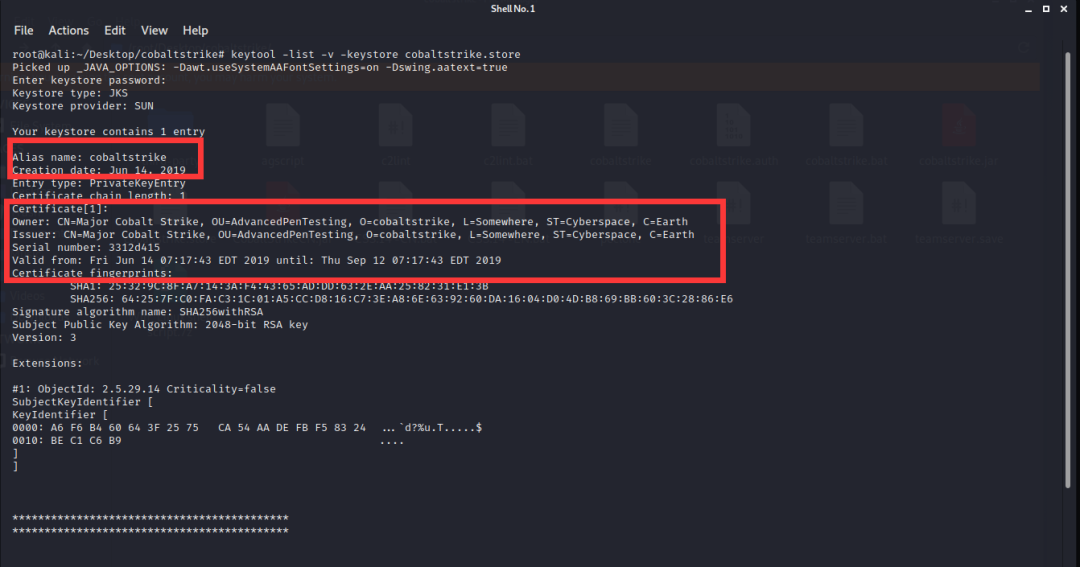 Shell No. 1
File Actions Edit View Help
root@kali:~/Desktop/cobaltstrike# keytool -list -v -keystore cobaltstrike.store
Picked up _JAVA_OPTIONS: -Dawt.useSystemAAFontSettings=on -Dswing.aatext=true
Enter keystore password:
Keystore type: JKS
Keystore provider: SUN
Your keystore contains 1 entry
Alias name: cobaltstrike
Creation date: Jun 14, 2019
Entry type: PrivateKeyEntry
Certificate chain length: 1
Certificate[1]:
Owner: CN=Major Cobalt Strike, OU=AdvancedPenTesting, O=cobaltstrike, L=Somewhere, ST=Cyberspace, C=Earth
Issuer: CN=Major Cobalt Strike, OU=AdvancedPenTesting, O=cobaltstrike, L=Somewhere, ST=Cyberspace, C=Earth
Serial number: 3312d415
Valid from: Fri Jun 14 07:17:43 EDT 2019 until: Thu Sep 12 07:17:43 EDT 2019
Certificate fingerprints:
SHA1: 25:32:9C:8F:A7:14:3A:F4:43:65:AD:DD:63:2E:AA:25:82:31:E1:3B
SHA256: 64:25:7F:C0:FA:C3:1C:01:A5:CC:D8:16:C7:3E:A8:6E:63:92:60:DA:16:04:D0:4D:B8:69:BB:60:3C:28:86:E6
Signature algorithm name: SHA256withRSA
Subject Public Key Algorithm: 2048-bit RSA key
Version: 3
Extensions:
#1: ObjectId: 2.5.29.14 Criticality=false
SubjectKeyIdentifier [
KeyIdentifier [
0000: A6 F6 B4 60 64 3F 25 75 CA 54 AA DE FB F5 83 24 ...`d?%u.T.....$
0010: BE C1 C6 B9 ....
]
]
*******************************************
*******************************************